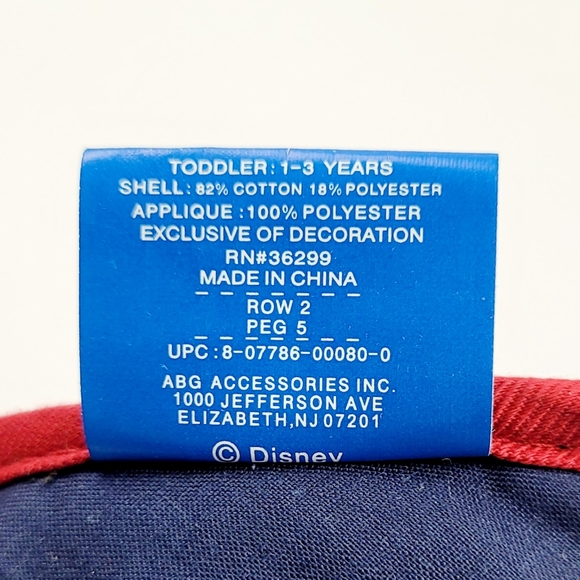 TODDLER: 1-3 YEARS
SHELL: 82% COTTON 18% POLYESTER
APPLIQUE :100% POLYESTER
EXCLUSIVE OF DECORATION
RN#36299
MADE IN CHINA
ROW 2
PEG 5
UPC: 8-07786-00080-0
ABG ACCESSORIES INC.
1000 JEFFERSON AVE
ELIZABETH,NJ 07201
© Disney